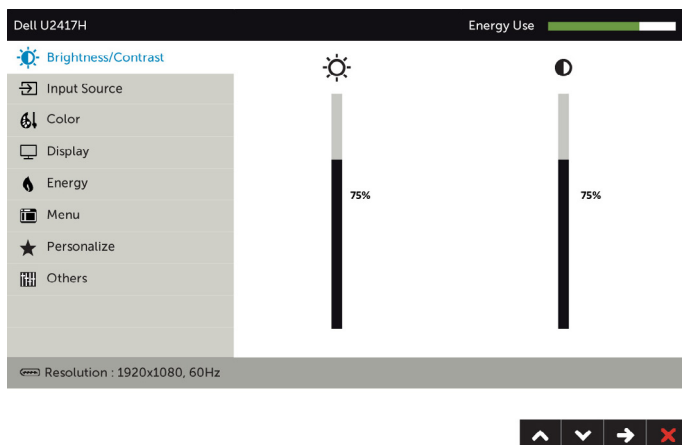 Dell U2417H
Energy Use
Brightness/Contrast
Input Source
Color
Display
Energy
Menu
Personalize
Others
75%
75%
Resolution : 1920x1080, 60Hz